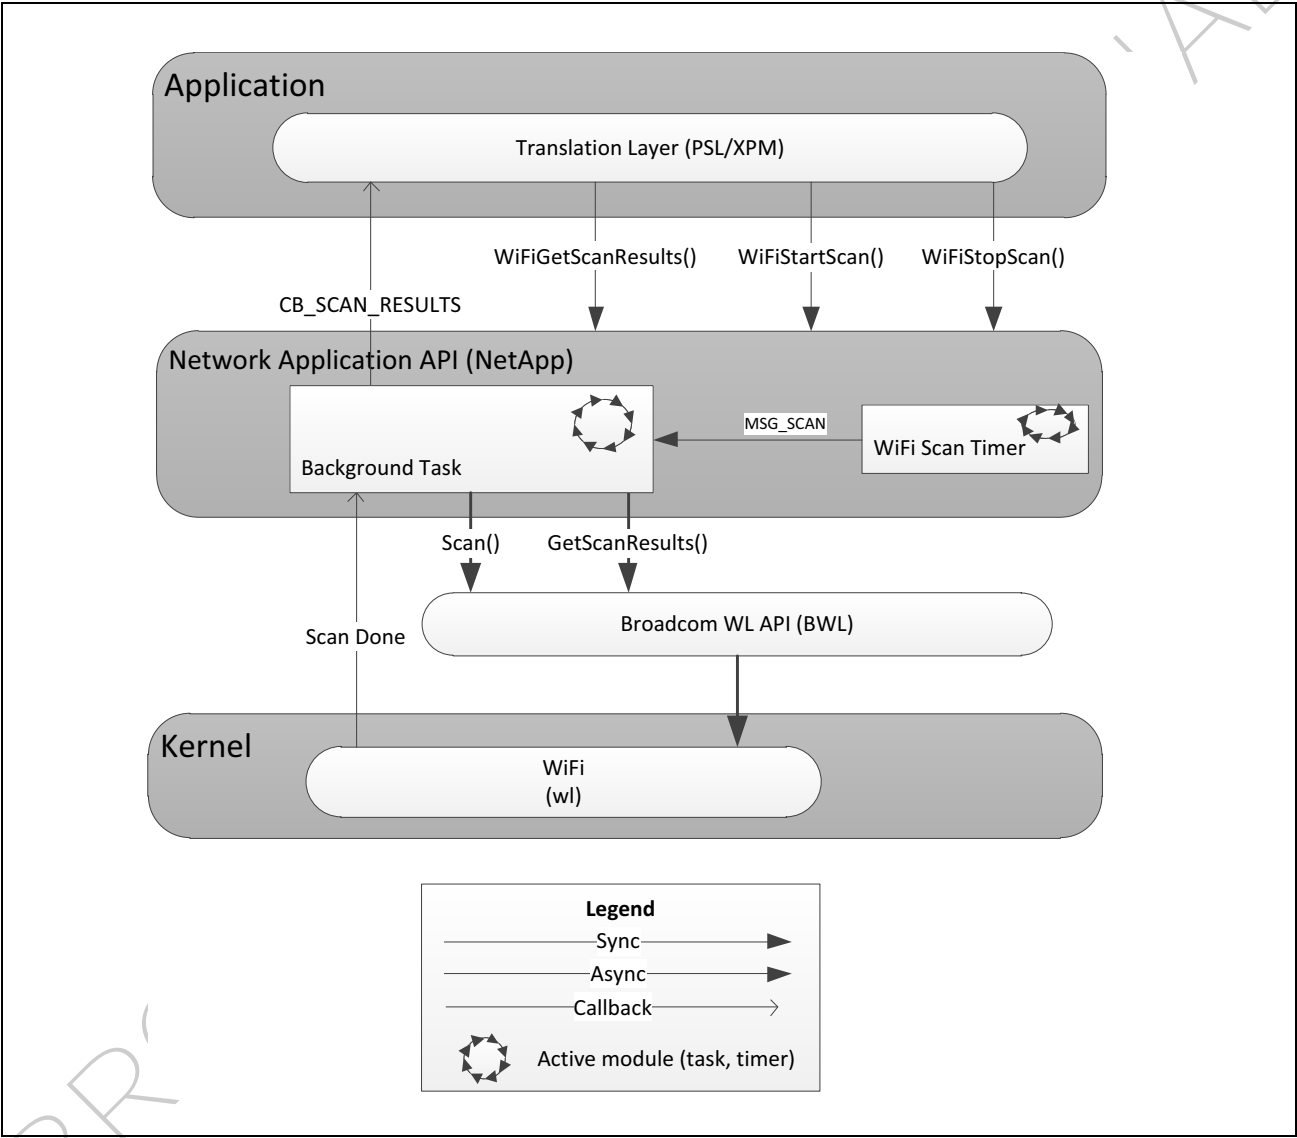 Application
Translation Layer (PSL/XPM)
WiFiGetScanResults()
WiFiStartScan()
WiFiStopScan()
CB_SCAN_RESULTS
Network Application API (NetApp)
MSG_SCAN
WiFi Scan Timer
Background Task
Scan()
GetScanResults()
Broadcom WL API (BWL)
Scan Done
Kernel
WiFi
(wl)
Legend
Sync
Async
Callback
Active module (task, timer)